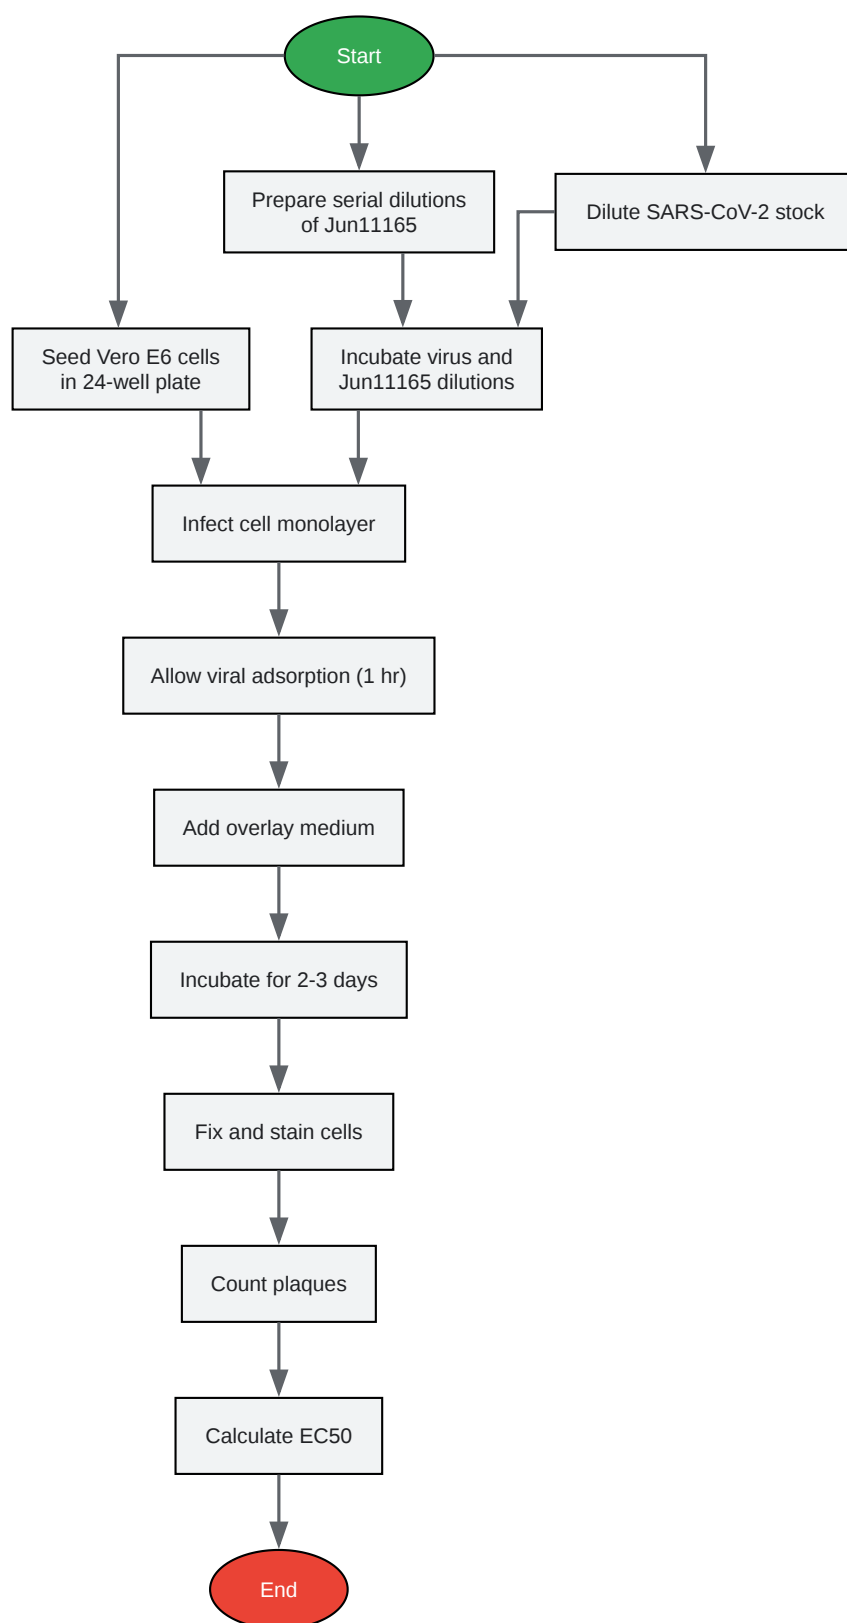 Start
Prepare serial dilutions
of Jun11165
Dilute SARS-CoV-2 stock
Seed Vero E6 cells
in 24-well plate
Incubate virus and
Jun11165 dilutions
Infect cell monolayer
Allow viral adsorption (1 hr)
Add overlay medium
Incubate for 2-3 days
Fix and stain cells
Count plaques
Calculate EC50
End